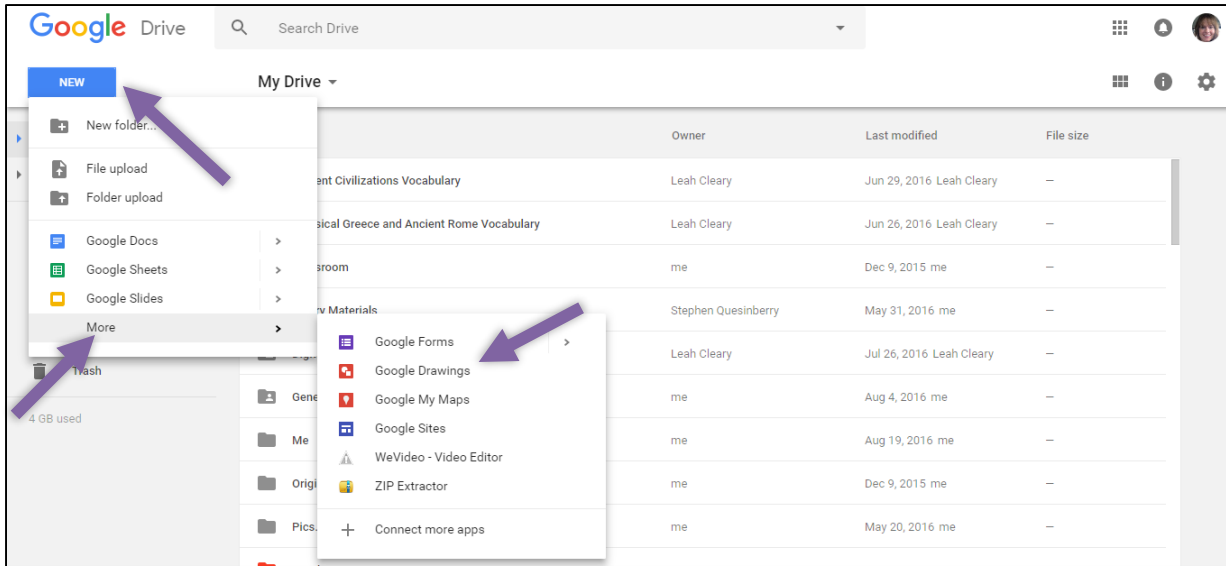 Google Drive
Search Drive
NEW
My Drive
New folder...
File upload
Folder upload
Google Docs
Google Sheets
Google Slides
More
Trash
4 GB used
Owner Last modified File size
Civilizations Vocabulary Leah Cleary Jun 29, 2016 Leah Cleary —
Greece and Ancient Rome Vocabulary Leah Cleary Jun 26, 2016 Leah Cleary —
me Dec 9, 2015 me —
Materials Stephen Quesinberry May 31, 2016 me —
Leah Cleary Jul 26, 2016 Leah Cleary —
Gene me Aug 4, 2016 me —
Me me Aug 19, 2016 me —
Origi me Dec 9, 2015 me —
Pics. me May 20, 2016 me —
Google Forms
Google Drawings
Google My Maps
Google Sites
WeVideo - Video Editor
ZIP Extractor
Connect more apps